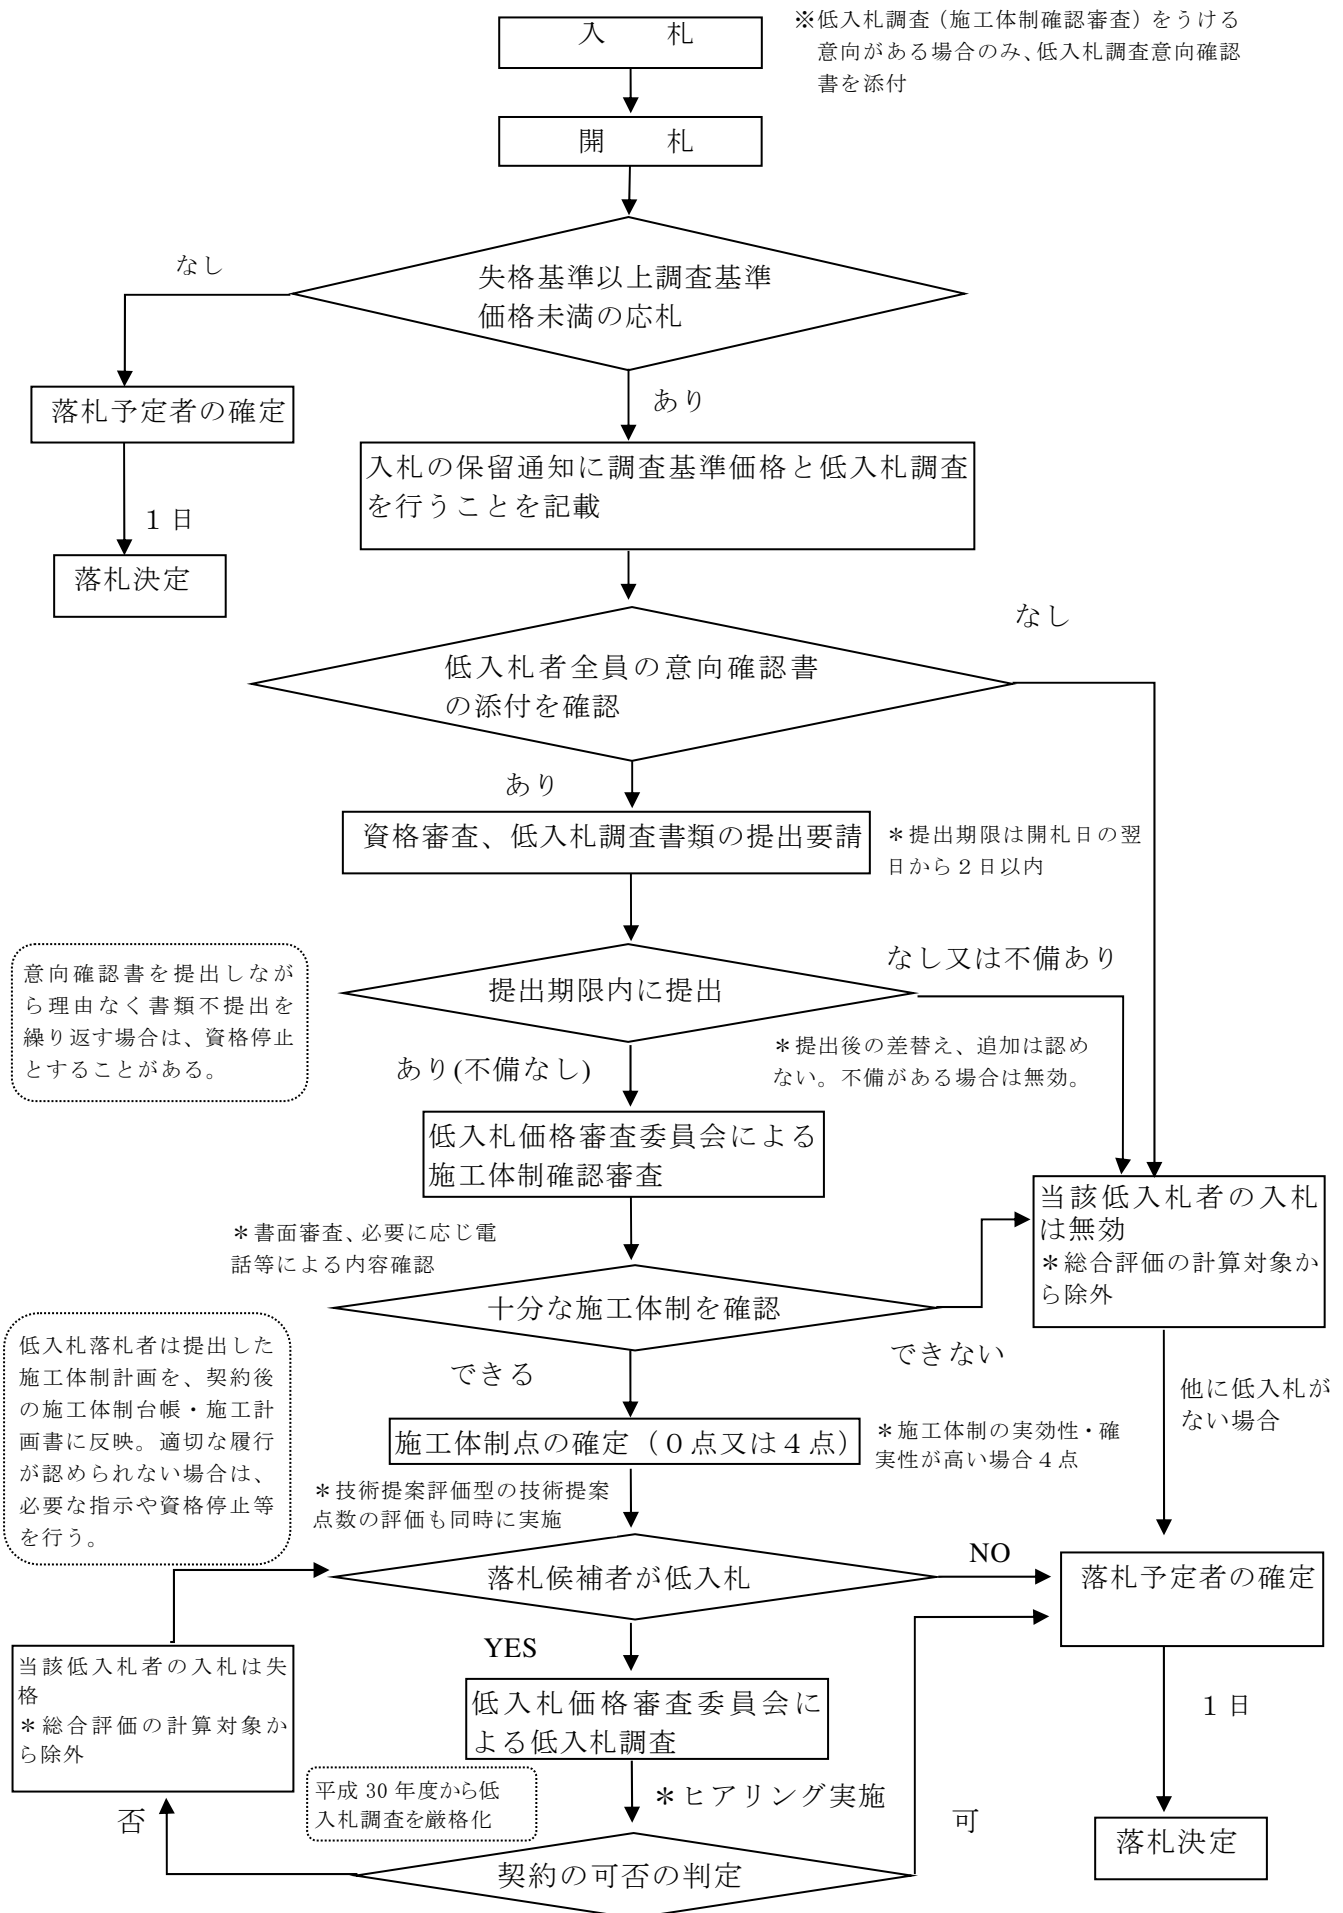 入　札
※低入札調査（施工体制確認審査）をうける
意向がある場合のみ、低入札調査意向確認
書を添付
開　札
なし
失格基準以上調査基準
価格未満の応札
落札予定者の確定
あり
入札の保留通知に調査基準価格と低入札調査
を行うことを記載
１日
落札決定
なし
低入札者全員の意向確認書
の添付を確認
あり
資格審査、低入札調査書類の提出要請
＊提出期限は開札日の翌
日から２日以内
意向確認書を提出しなが
ら理由なく書類不提出を
繰り返す場合は、資格停止
とすることがある。
なし又は不備あり
提出期限内に提出
＊提出後の差替え、追加は認め
ない。不備がある場合は無効。
あり(不備なし)
低入札価格審査委員会による
施工体制確認審査
当該低入札者の入札
は無効
＊総合評価の計算対象か
ら除外
＊書面審査、必要に応じ電
話等による内容確認
十分な施工体制を確認
できない
できる
低入札落札者は提出した
施工体制計画を、契約後
の施工体制台帳・施工計
画書に反映。適切な履行
が認められない場合は、
必要な指示や資格停止等
を行う。
他に低入札が
ない場合
施工体制点の確定（０点又は４点）
＊施工体制の実効性・確
実性が高い場合４点
＊技術提案評価型の技術提案
点数の評価も同時に実施
NO
落札候補者が低入札
落札予定者の確定
YES
当該低入札者の入札は失
格
＊総合評価の計算対象か
ら除外
低入札価格審査委員会に
よる低入札調査
１日
平成 30 年度から低
入札調査を厳格化
＊ヒアリング実施
否
可
落札決定
契約の可否の判定